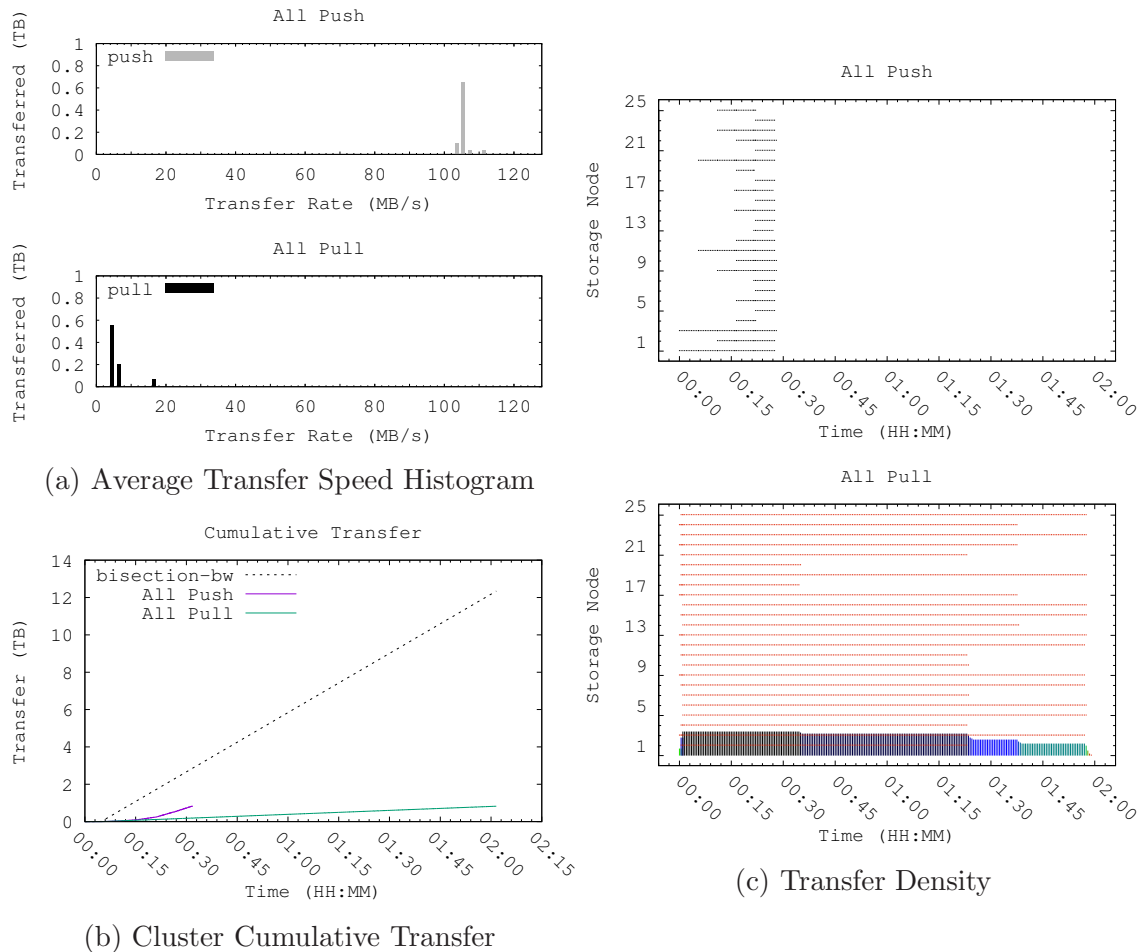 All Push
Transferred (TB)
1
0.8
0.6
0.4
0.2
0
push
0 20 40 60 80 100 120
Transfer Rate (MB/s)
All Pull
Transferred (TB)
1
0.8
0.6
0.4
0.2
0
pull
0 20 40 60 80 100 120
Transfer Rate (MB/s)
(a) Average Transfer Speed Histogram
Cumulative Transfer
Transfer (TB)
14
12
10
8
6
4
2
0
bisection-bw
All Push
All Pull
00:00 00:15 00:30 00:45 01:00 01:15 01:30 01:45 02:00 02:15
Time (HH:MM)
(b) Cluster Cumulative Transfer
All Push
Storage Node
25
21
17
13
9
5
1
00:00 00:15 00:30 00:45 01:00 01:15 01:30 01:45 02:00
Time (HH:MM)
All Pull
Storage Node
25
21
17
13
9
5
1
00:00 00:15 00:30 00:45 01:00 01:15 01:30 01:45 02:00
Time (HH:MM)
(c) Transfer Density